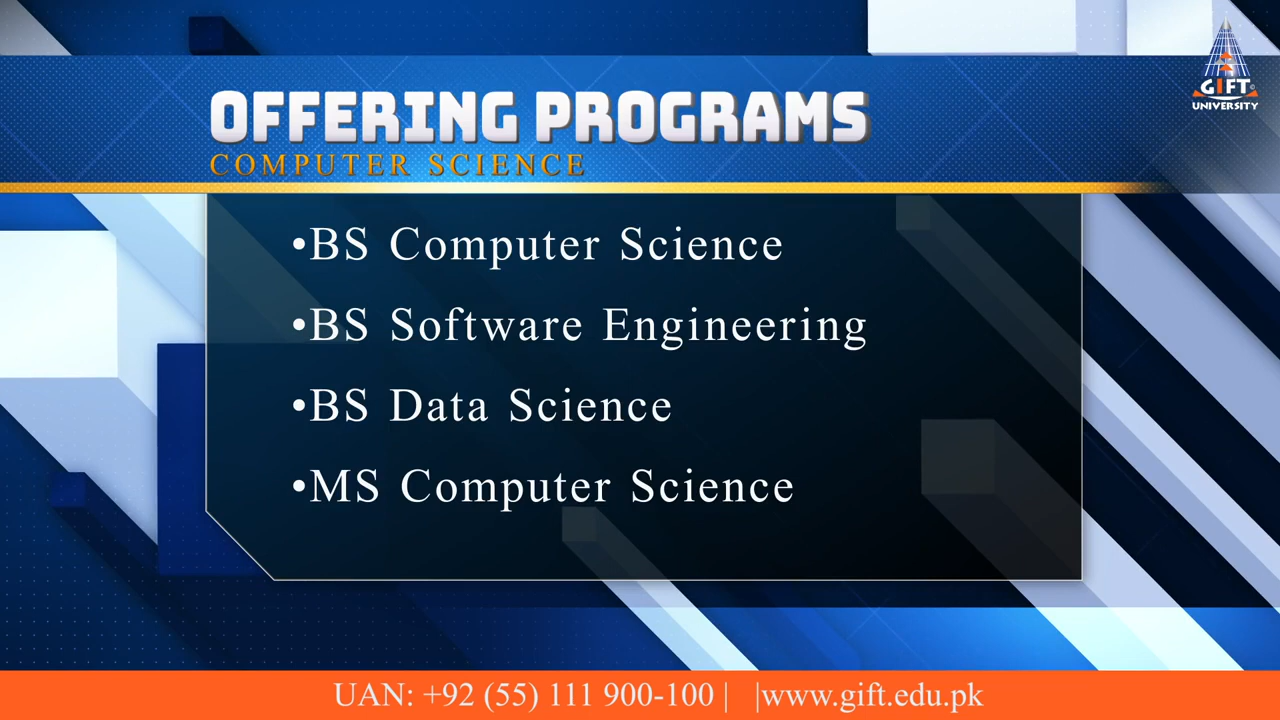 OFFERING PROGRAMS
COMPUTER SCIENCE
GIFT
UNIVERSITY
•BS Computer Science
•BS Software Engineering
•BS Data Science
•MS Computer Science
UAN: +92 (55) 111 900-100 | |www.gift.edu.pk